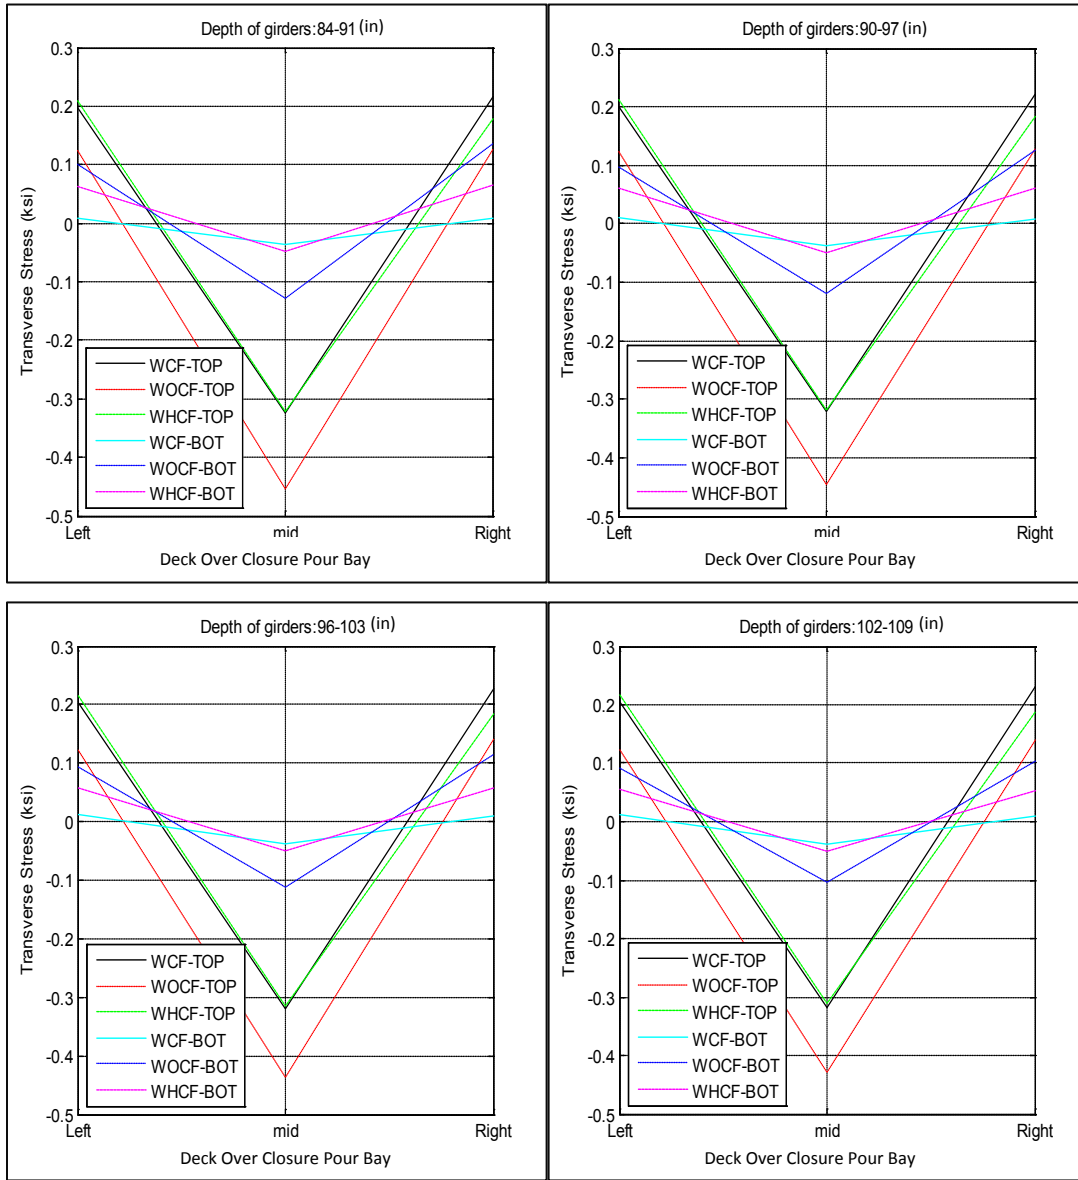 Depth of girders:84-91 (in)
0.3
0.2
0.1
0
-0.1
-0.2
-0.3
-0.4
-0.5
Transverse Stress (ksi)
WCF-TOP
WOCF-TOP
WHCF-TOP
WCF-BOT
WOCF-BOT
WHCF-BOT
Left mid Right
Deck Over Closure Pour Bay
Depth of girders:90-97 (in)
0.3
0.2
0.1
0
-0.1
-0.2
-0.3
-0.4
-0.5
Transverse Stress (ksi)
WCF-TOP
WOCF-TOP
WHCF-TOP
WCF-BOT
WOCF-BOT
WHCF-BOT
Left mid Right
Deck Over Closure Pour Bay
Depth of girders:96-103 (in)
0.3
0.2
0.1
0
-0.1
-0.2
-0.3
-0.4
-0.5
Transverse Stress (ksi)
WCF-TOP
WOCF-TOP
WHCF-TOP
WCF-BOT
WOCF-BOT
WHCF-BOT
Left mid Right
Deck Over Closure Pour Bay
Depth of girders:102-109 (in)
0.3
0.2
0.1
0
-0.1
-0.2
-0.3
-0.4
-0.5
Transverse Stress (ksi)
WCF-TOP
WOCF-TOP
WHCF-TOP
WCF-BOT
WOCF-BOT
WHCF-BOT
Left mid Right
Deck Over Closure Pour Bay